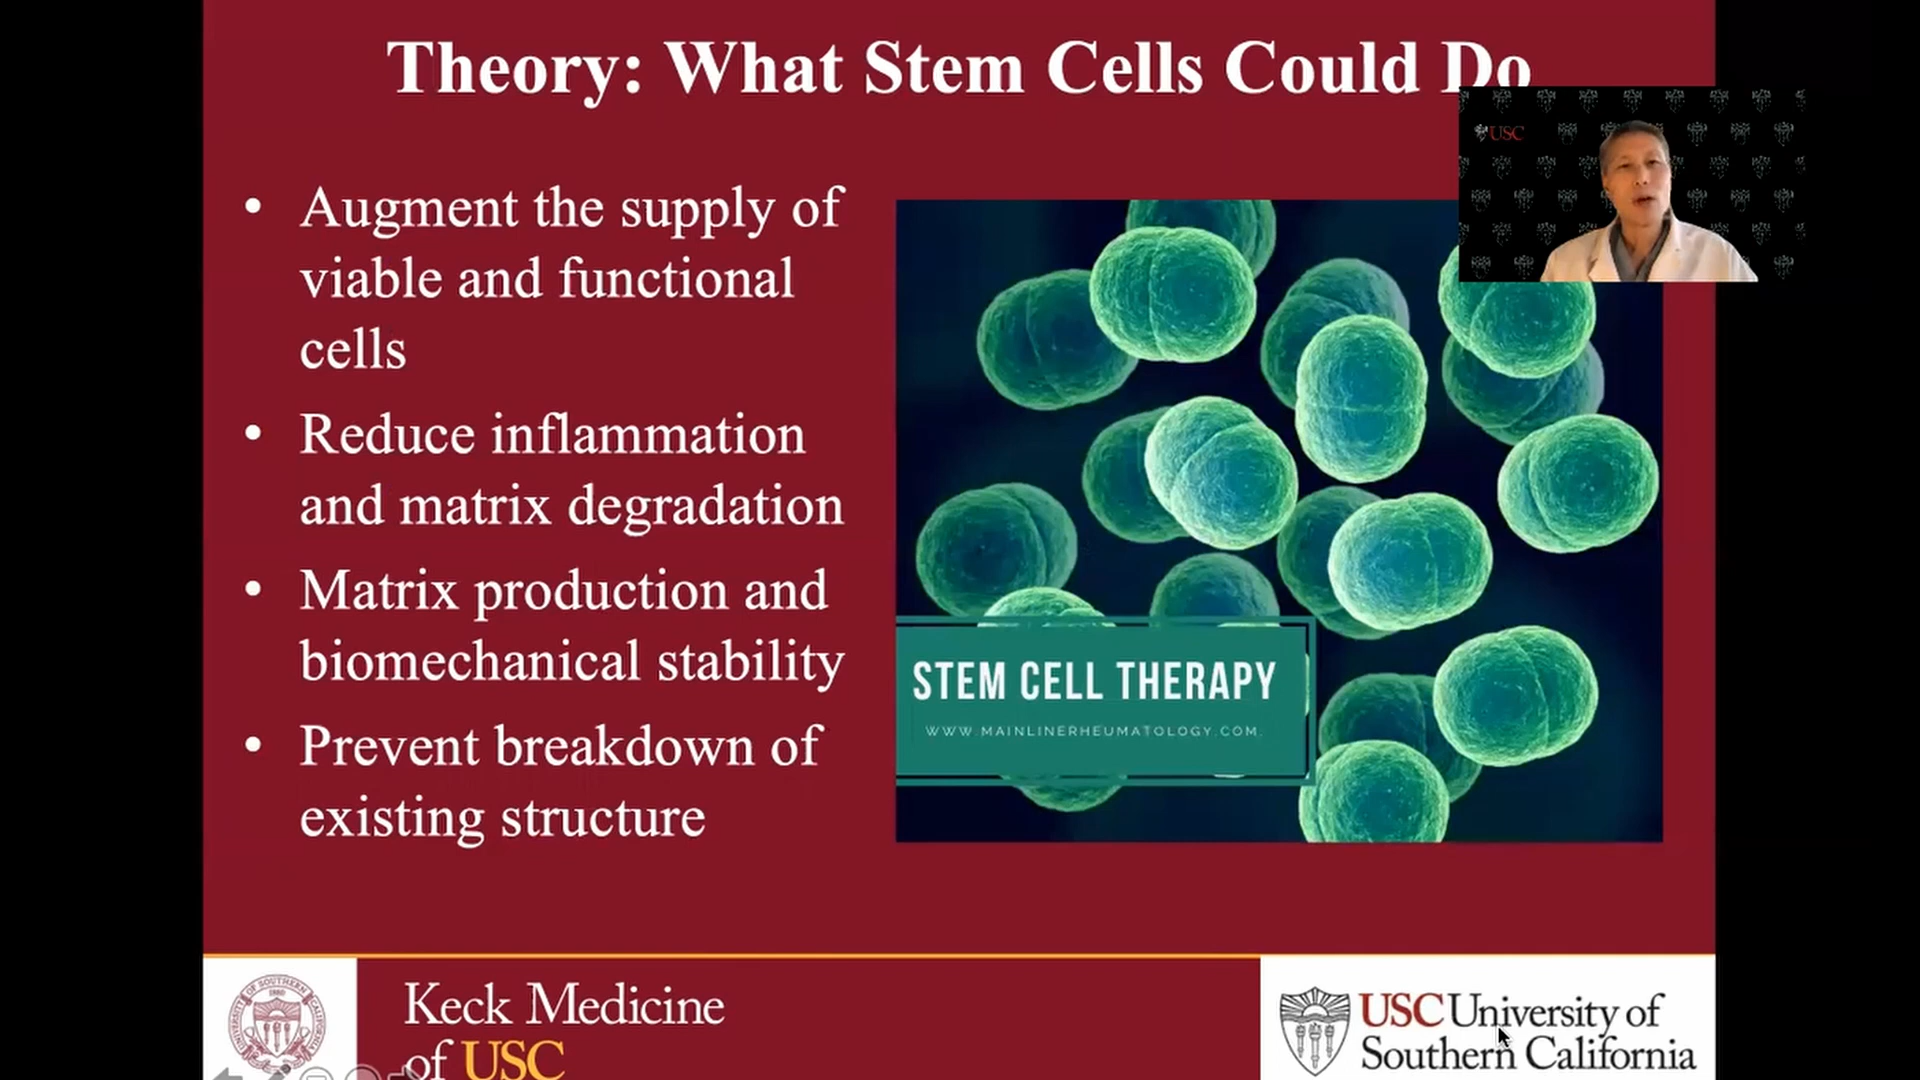 Theory: What Stem Cells Could Do
USC
• Augment the supply of
viable and functional
cells
• Reduce inflammation
and matrix degradation
• Matrix production and
biomechanical stability
• Prevent breakdown of
existing structure
STEM CELL THERAPY
WWW.MAINLINERHEUMATOLOGY.COM
Keck Medicine
of USC
USC University of
Southern California